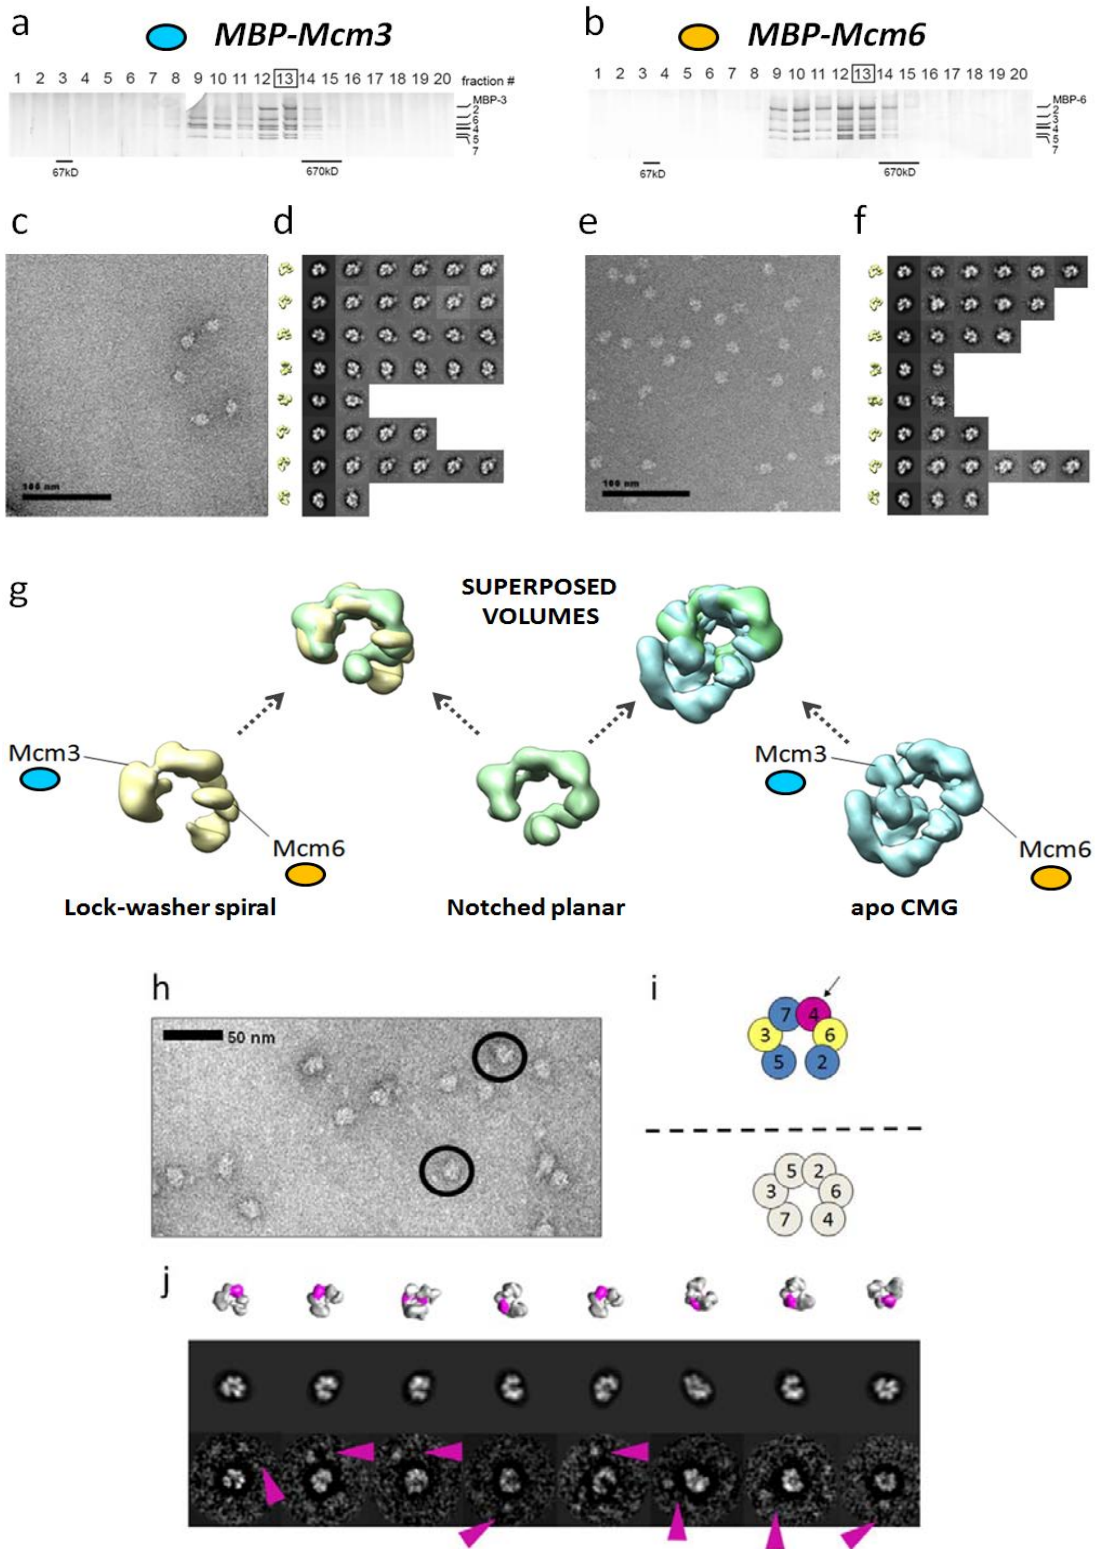 a MBP-Mcm3
1 2 3 4 5 6 7 8 9 10 11 12 13 14 15 16 17 18 19 20 fraction #
MBP-3
2
6
4
5
7
67kD 670kD
b MBP-Mcm6
1 2 3 4 5 6 7 8 9 10 11 12 13 14 15 16 17 18 19 20
MBP-6
2
3
4
5
7
67kD 670kD
c d e f
100 nm
100 nm
g
SUPERPOSED
VOLUMES
Mcm3
Mcm6
Mcm3
Mcm6
Lock-washer spiral Notched planar apo CMG
h
50 nm
i
7 4
3 6
5 2
5 2
3 6
7 4
j